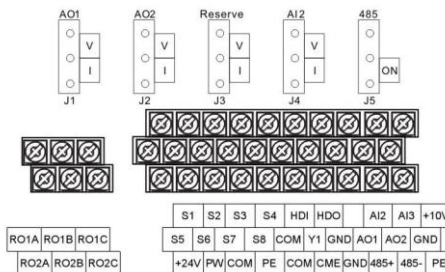 AO1 AO2 Reserve AI2 485
V V V V
I I I I ON
J1 J2 J3 J4 J5
S1 S2 S3 S4 HDI HDO AI2 AI3 +10V
RO1A RO1B RO1C S5 S6 S7 S8 COM Y1 GND AO1 AO2 GND
RO2A RO2B RO2C +24V PW COM PE COM CME GND 485+ 485- PE